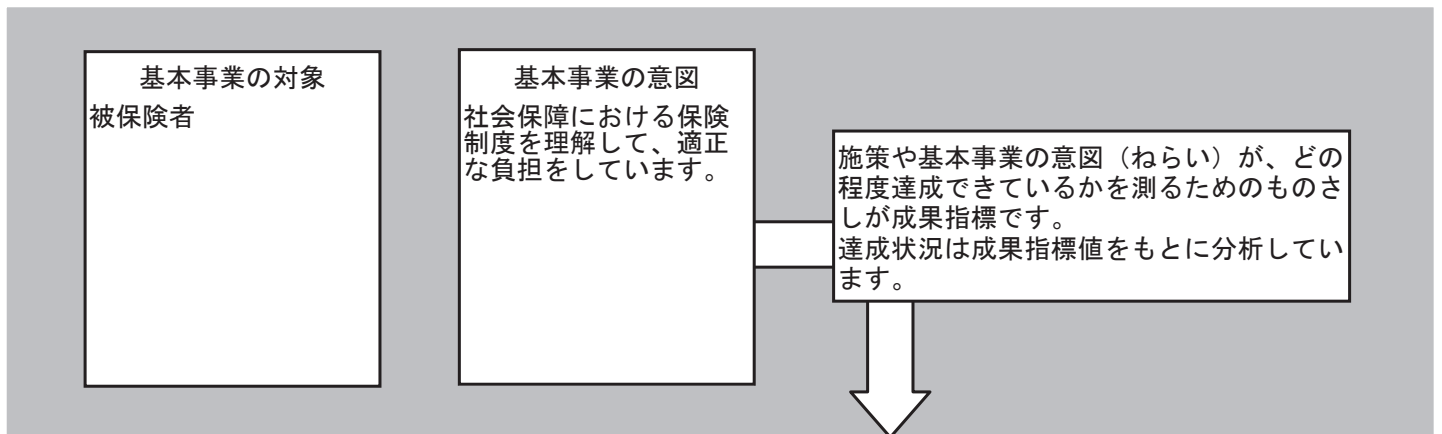 基本事業の対象
被保険者
基本事業の意図
社会保障における保険
制度を理解して、適正
な負担をしています。
施策や基本事業の意図（ねらい）が、どの
程度達成できているかを測るためのものさ
しが成果指標です。
達成状況は成果指標値をもとに分析してい
ます。